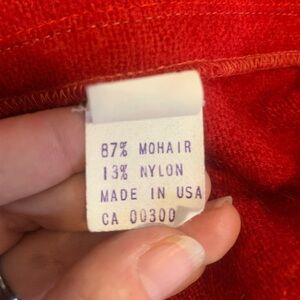 87% MOHAIR
13% NYLON
MADE IN USA
CA 00300